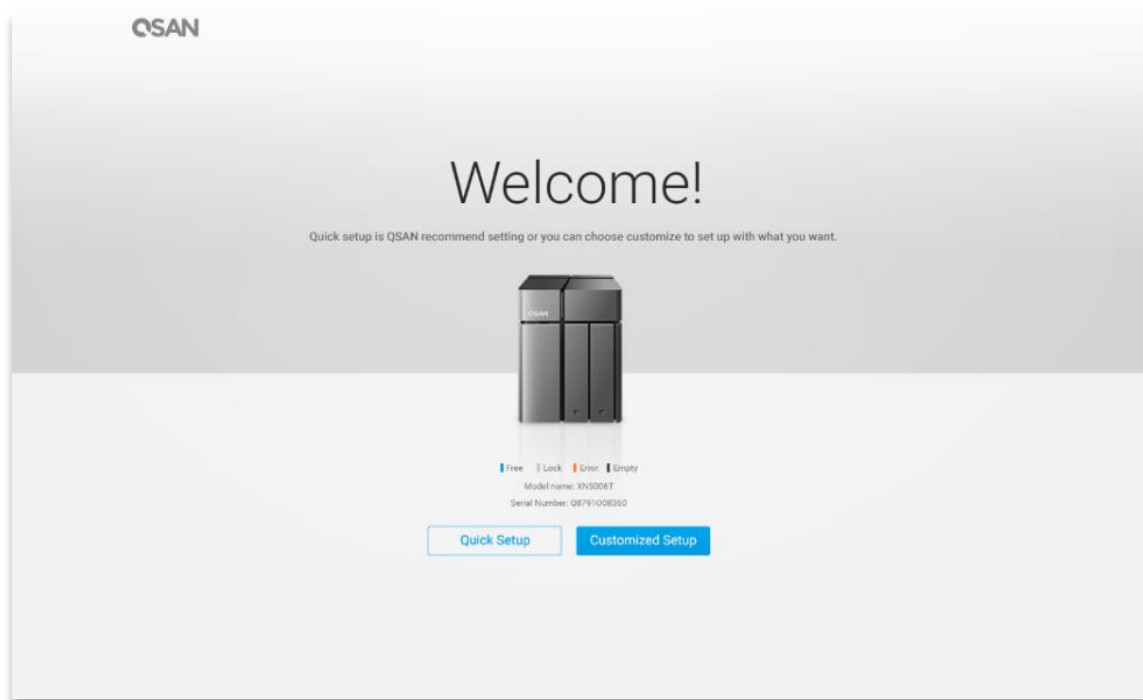 QSAN
Welcome!
Quick setup is QSAN recommend setting or you can choose customize to set up with what you want.
QSAN
Free Lock Error Empty
Model name: XN5006T
Serial Number: Q8791O08360
Quick Setup Customized Setup